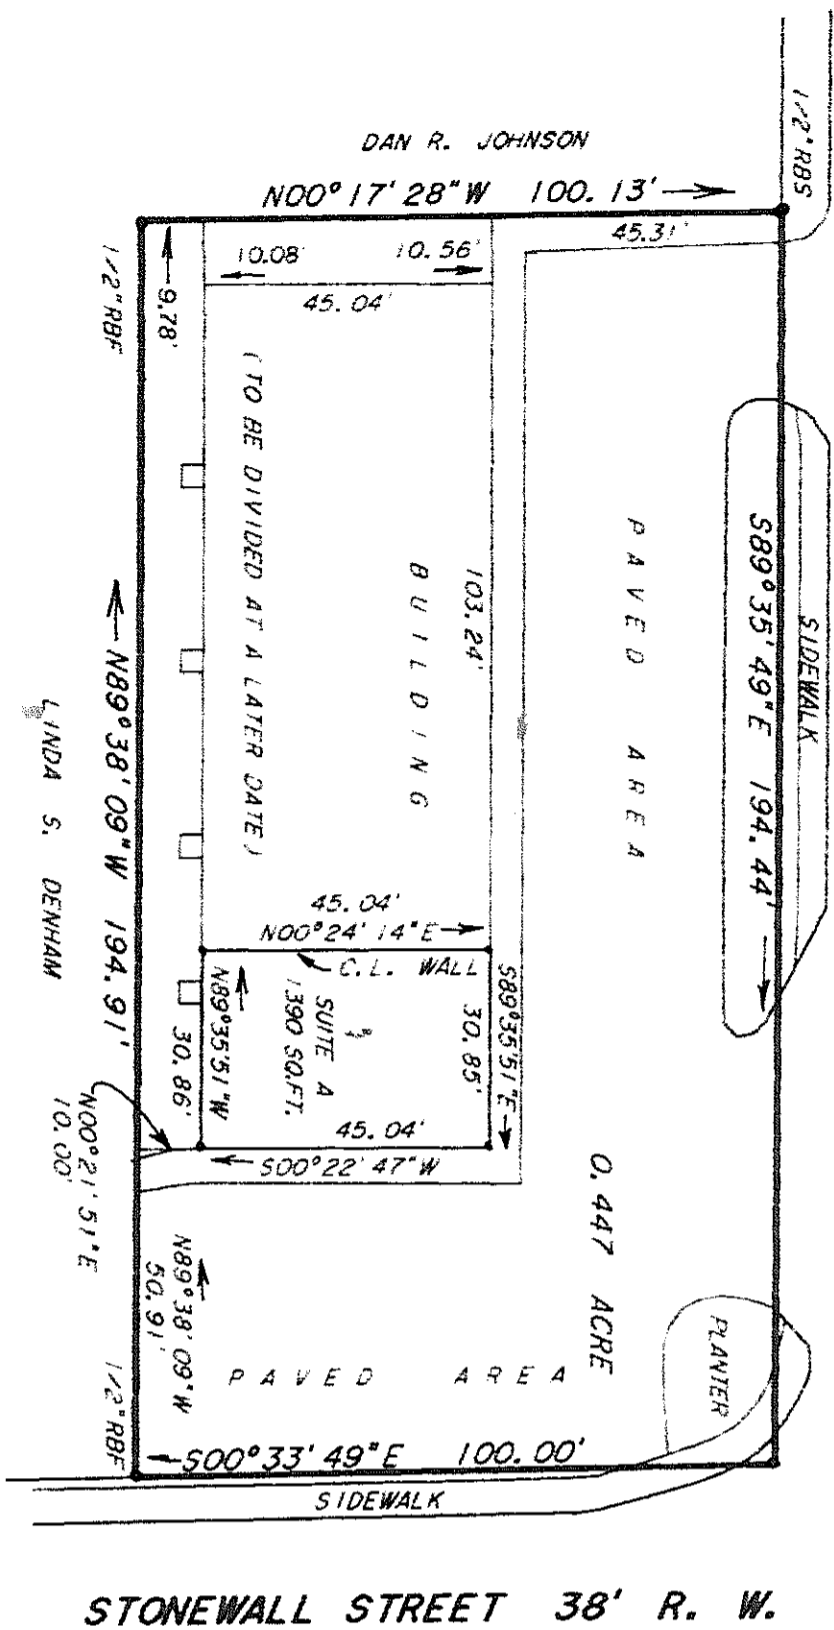 1/2"RBS
DAN R. JOHNSON
N00°17'28"W 100.13'
45.31'
10.08'
10.56'
45.04'
1/2"RBF
9.78'
(TO BE DIVIDED AT A LATER DATE)
BUILDING
103.24'
PAVED AREA
S89°35'49"E 194.44'
SIDEWALK
N89°38'09"W 194.91'
LINDA S. DENHAM
45.04'
N00°24'14"E
C.L. WALL
N89°35'51"W
30.86'
SUITE A
1390 SQ.FT.
S89°35'51"E
30.85'
45.04'
S00°22'47"W
N00°21'51"E
10.00'
0.447 ACRE
N89°38'09"W
50.91'
PLANTER
PAVED AREA
1/2"RBF
S00°33'49"E 100.00'
SIDEWALK
STONEWALL STREET 38' R. W.